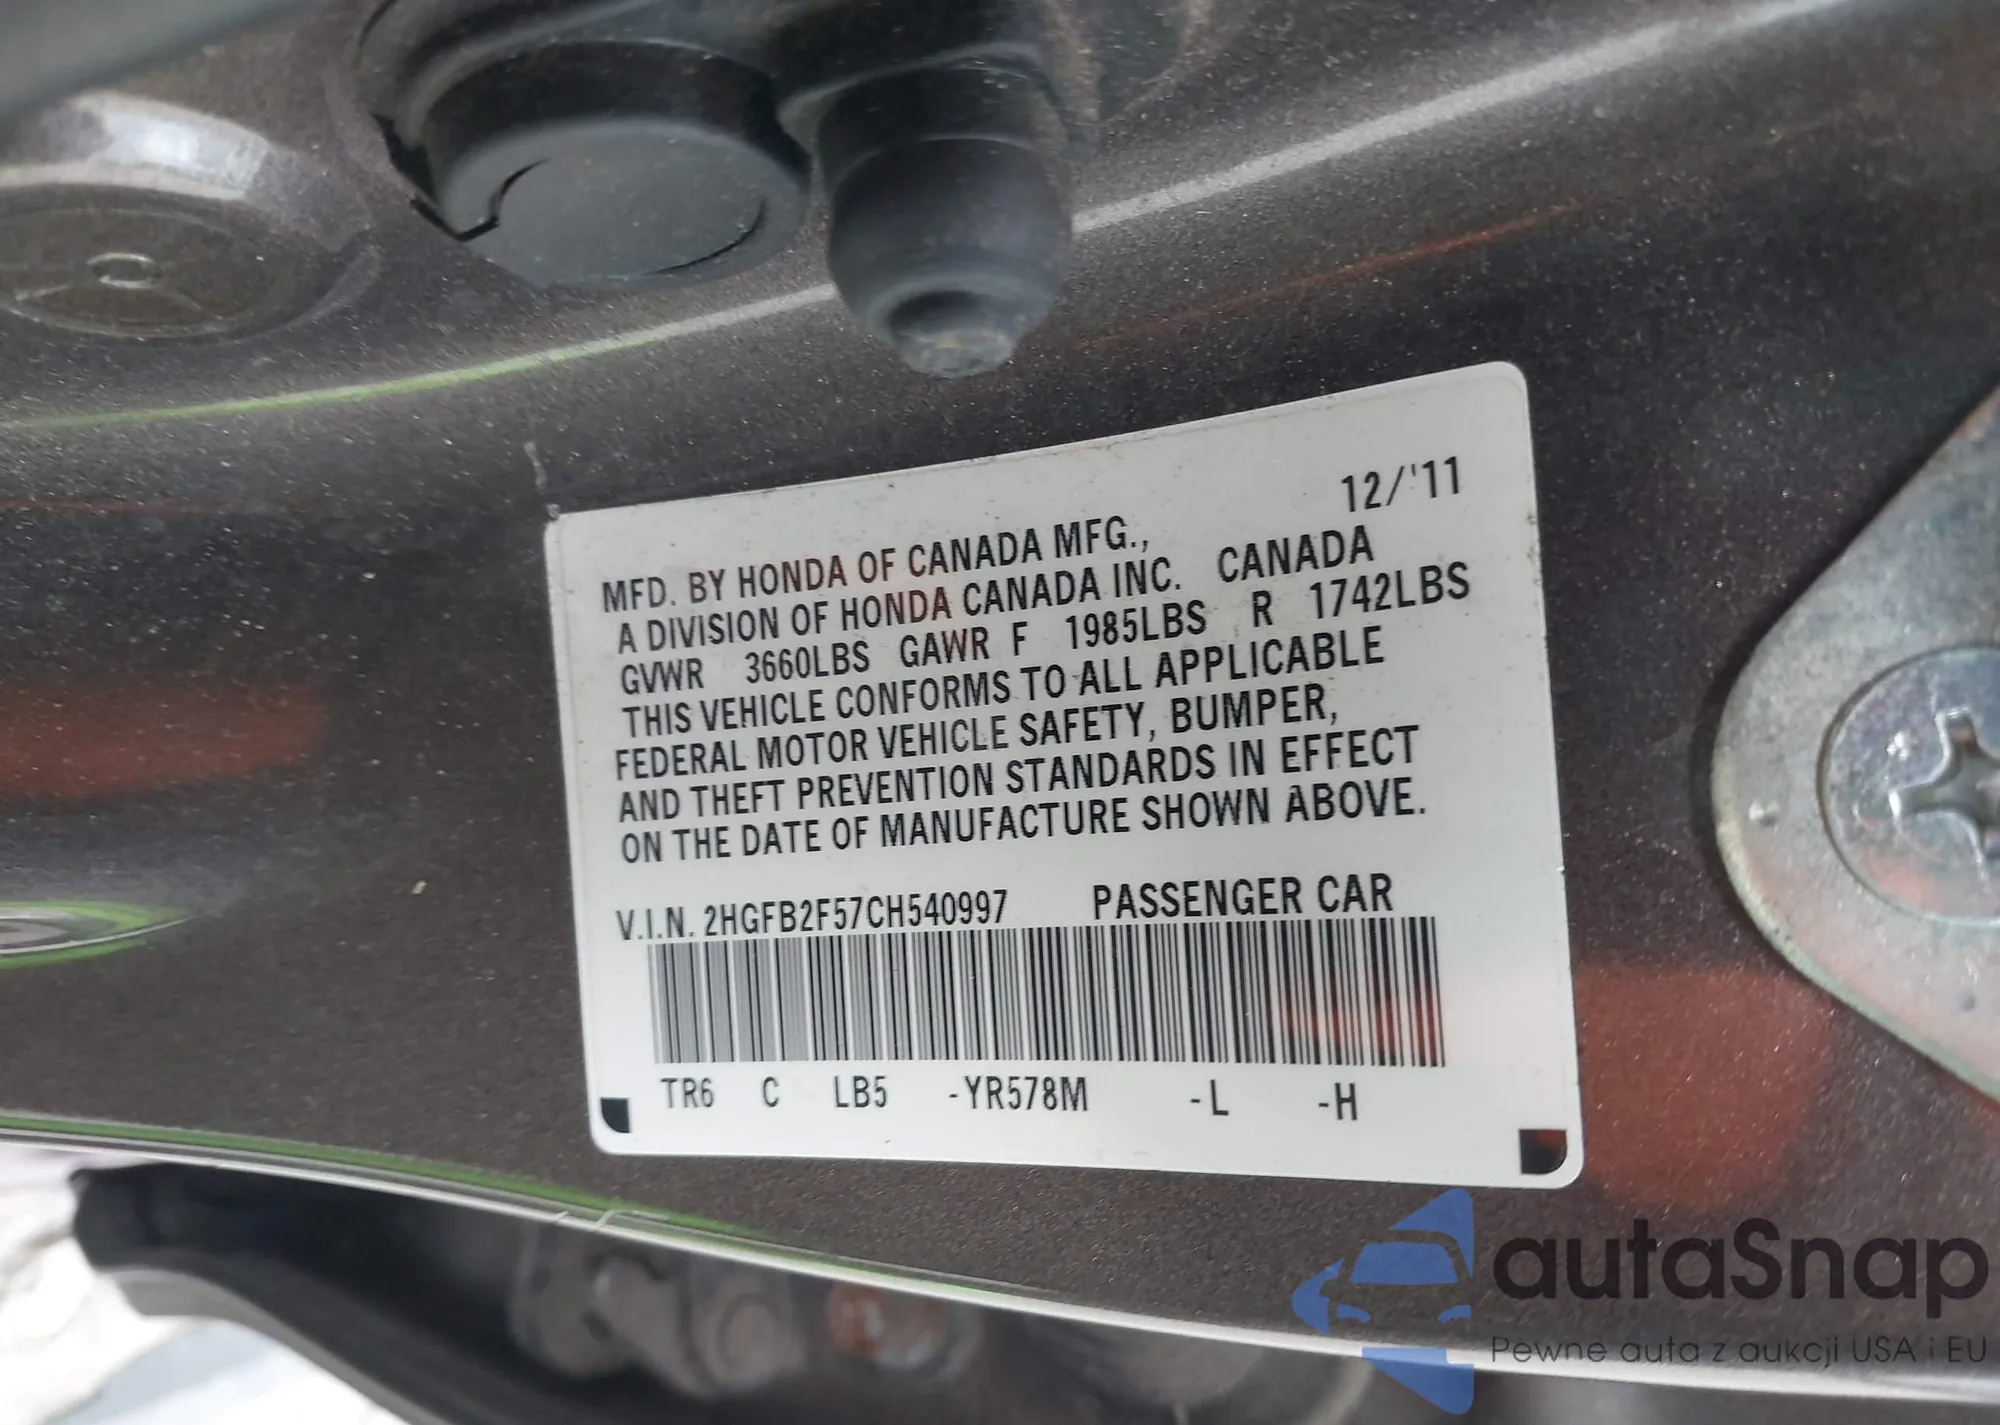 12/'11
MFD. BY HONDA OF CANADA MFG.,
A DIVISION OF HONDA CANADA INC. CANADA
GVWR 3660LBS GAWR F 1985LBS R 1742LBS
THIS VEHICLE CONFORMS TO ALL APPLICABLE
FEDERAL MOTOR VEHICLE SAFETY, BUMPER,
AND THEFT PREVENTION STANDARDS IN EFFECT
ON THE DATE OF MANUFACTURE SHOWN ABOVE.
V.I.N. 2HGFB2F57CH540997 PASSENGER CAR
TR6 C LB5 -YR578M -L -H
autaSnap
Pewne auta z aukcji USA i EU